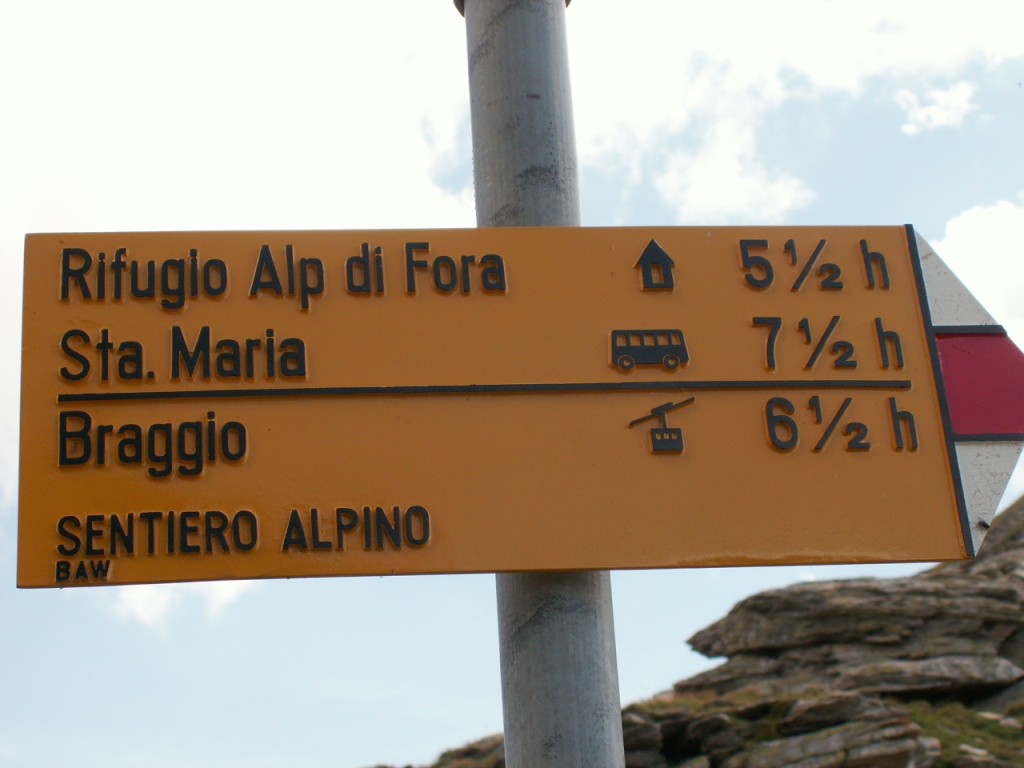 Rifugio Alp di Fora 5½ h
Sta. Maria 7½ h
Braggio 6½ h
SENTIERO ALPINO
BAW